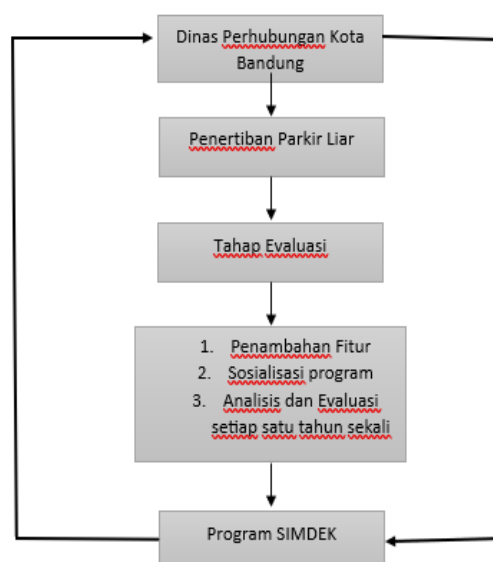 Dinas Perhubungan Kota
Bandung
Penertiban Parkir Liar
Tahap Evaluasi
1. Penambahan Fitur
2. Sosialisasi program
3. Analisis dan Evaluasi
setiap satu tahun sekali
Program SIMDEK